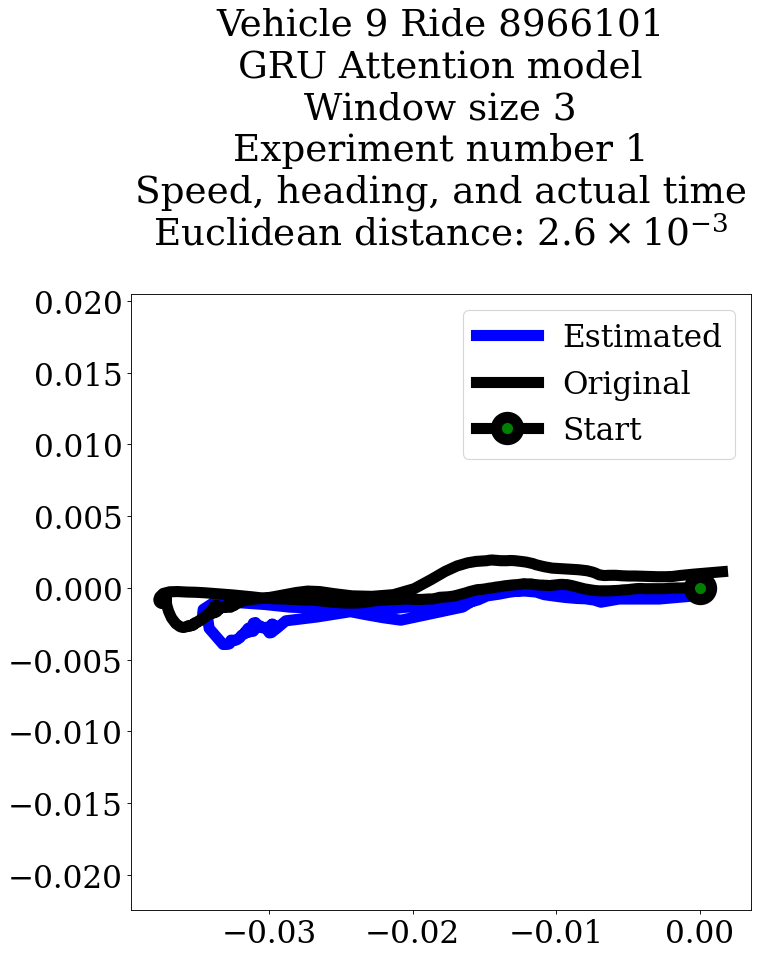 Vehicle 9 Ride 8966101
GRU Attention model
Window size 3
Experiment number 1
Speed, heading, and actual time
Euclidean distance: 2.6 × 10⁻³
Estimated
Original
Start
0.020
0.015
0.010
0.005
0.000
−0.005
−0.010
−0.015
−0.020
−0.03
−0.02
−0.01
0.00